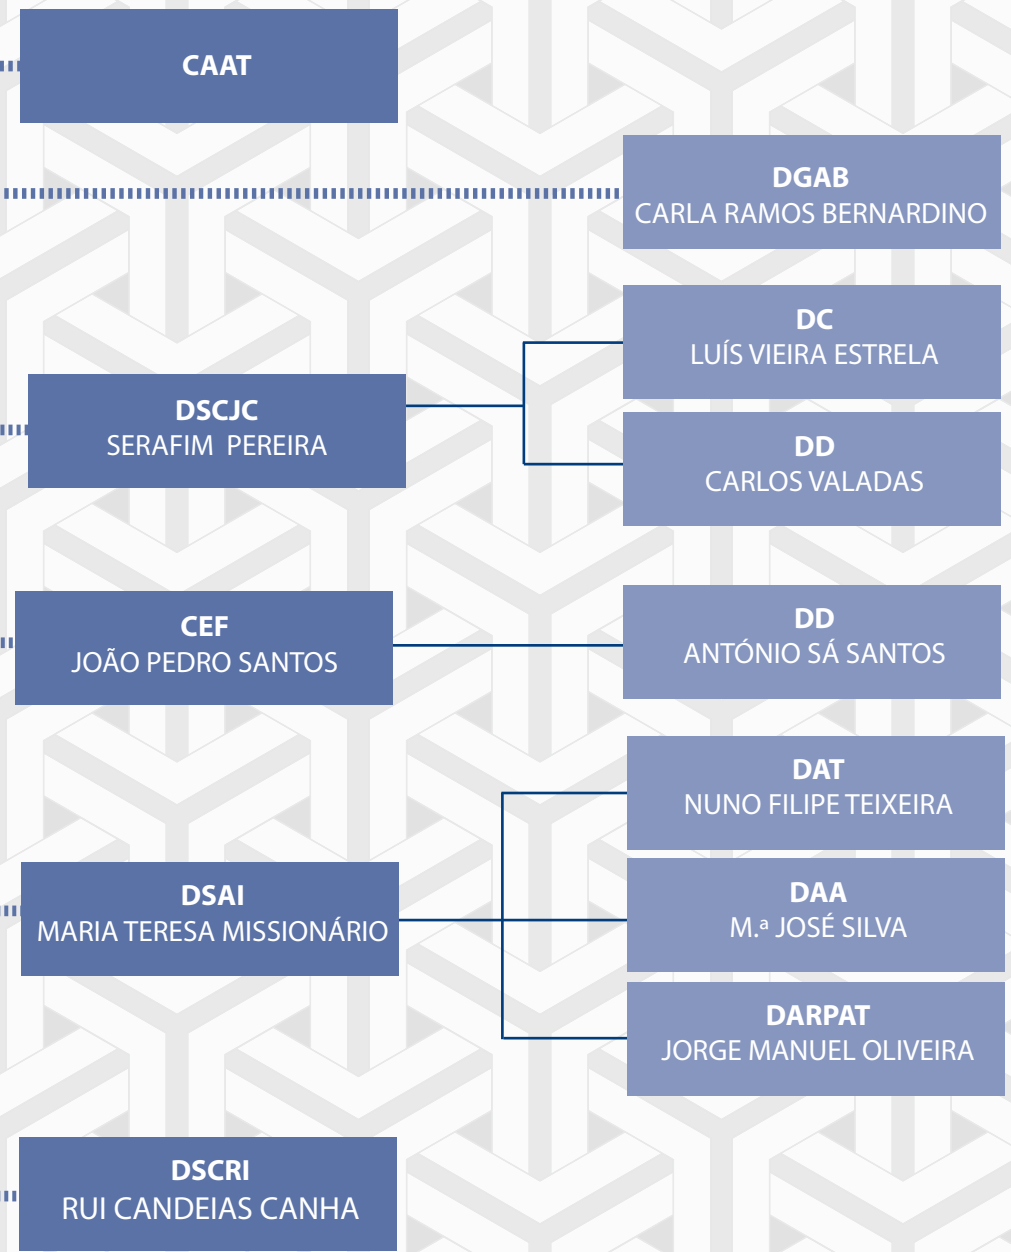 CAAT
DGAB
CARLA RAMOS BERNARDINO
DC
LUÍS VIEIRA ESTRELA
DSCJC
SERAFIM PEREIRA
DD
CARLOS VALADAS
CEF
JOÃO PEDRO SANTOS
DD
ANTÓNIO SÁ SANTOS
DAT
NUNO FILIPE TEIXEIRA
DSAI
MARIA TERESA MISSIONÁRIO
DAA
M.ª JOSÉ SILVA
DARPAT
JORGE MANUEL OLIVEIRA
DSCRI
RUI CANDEIAS CANHA